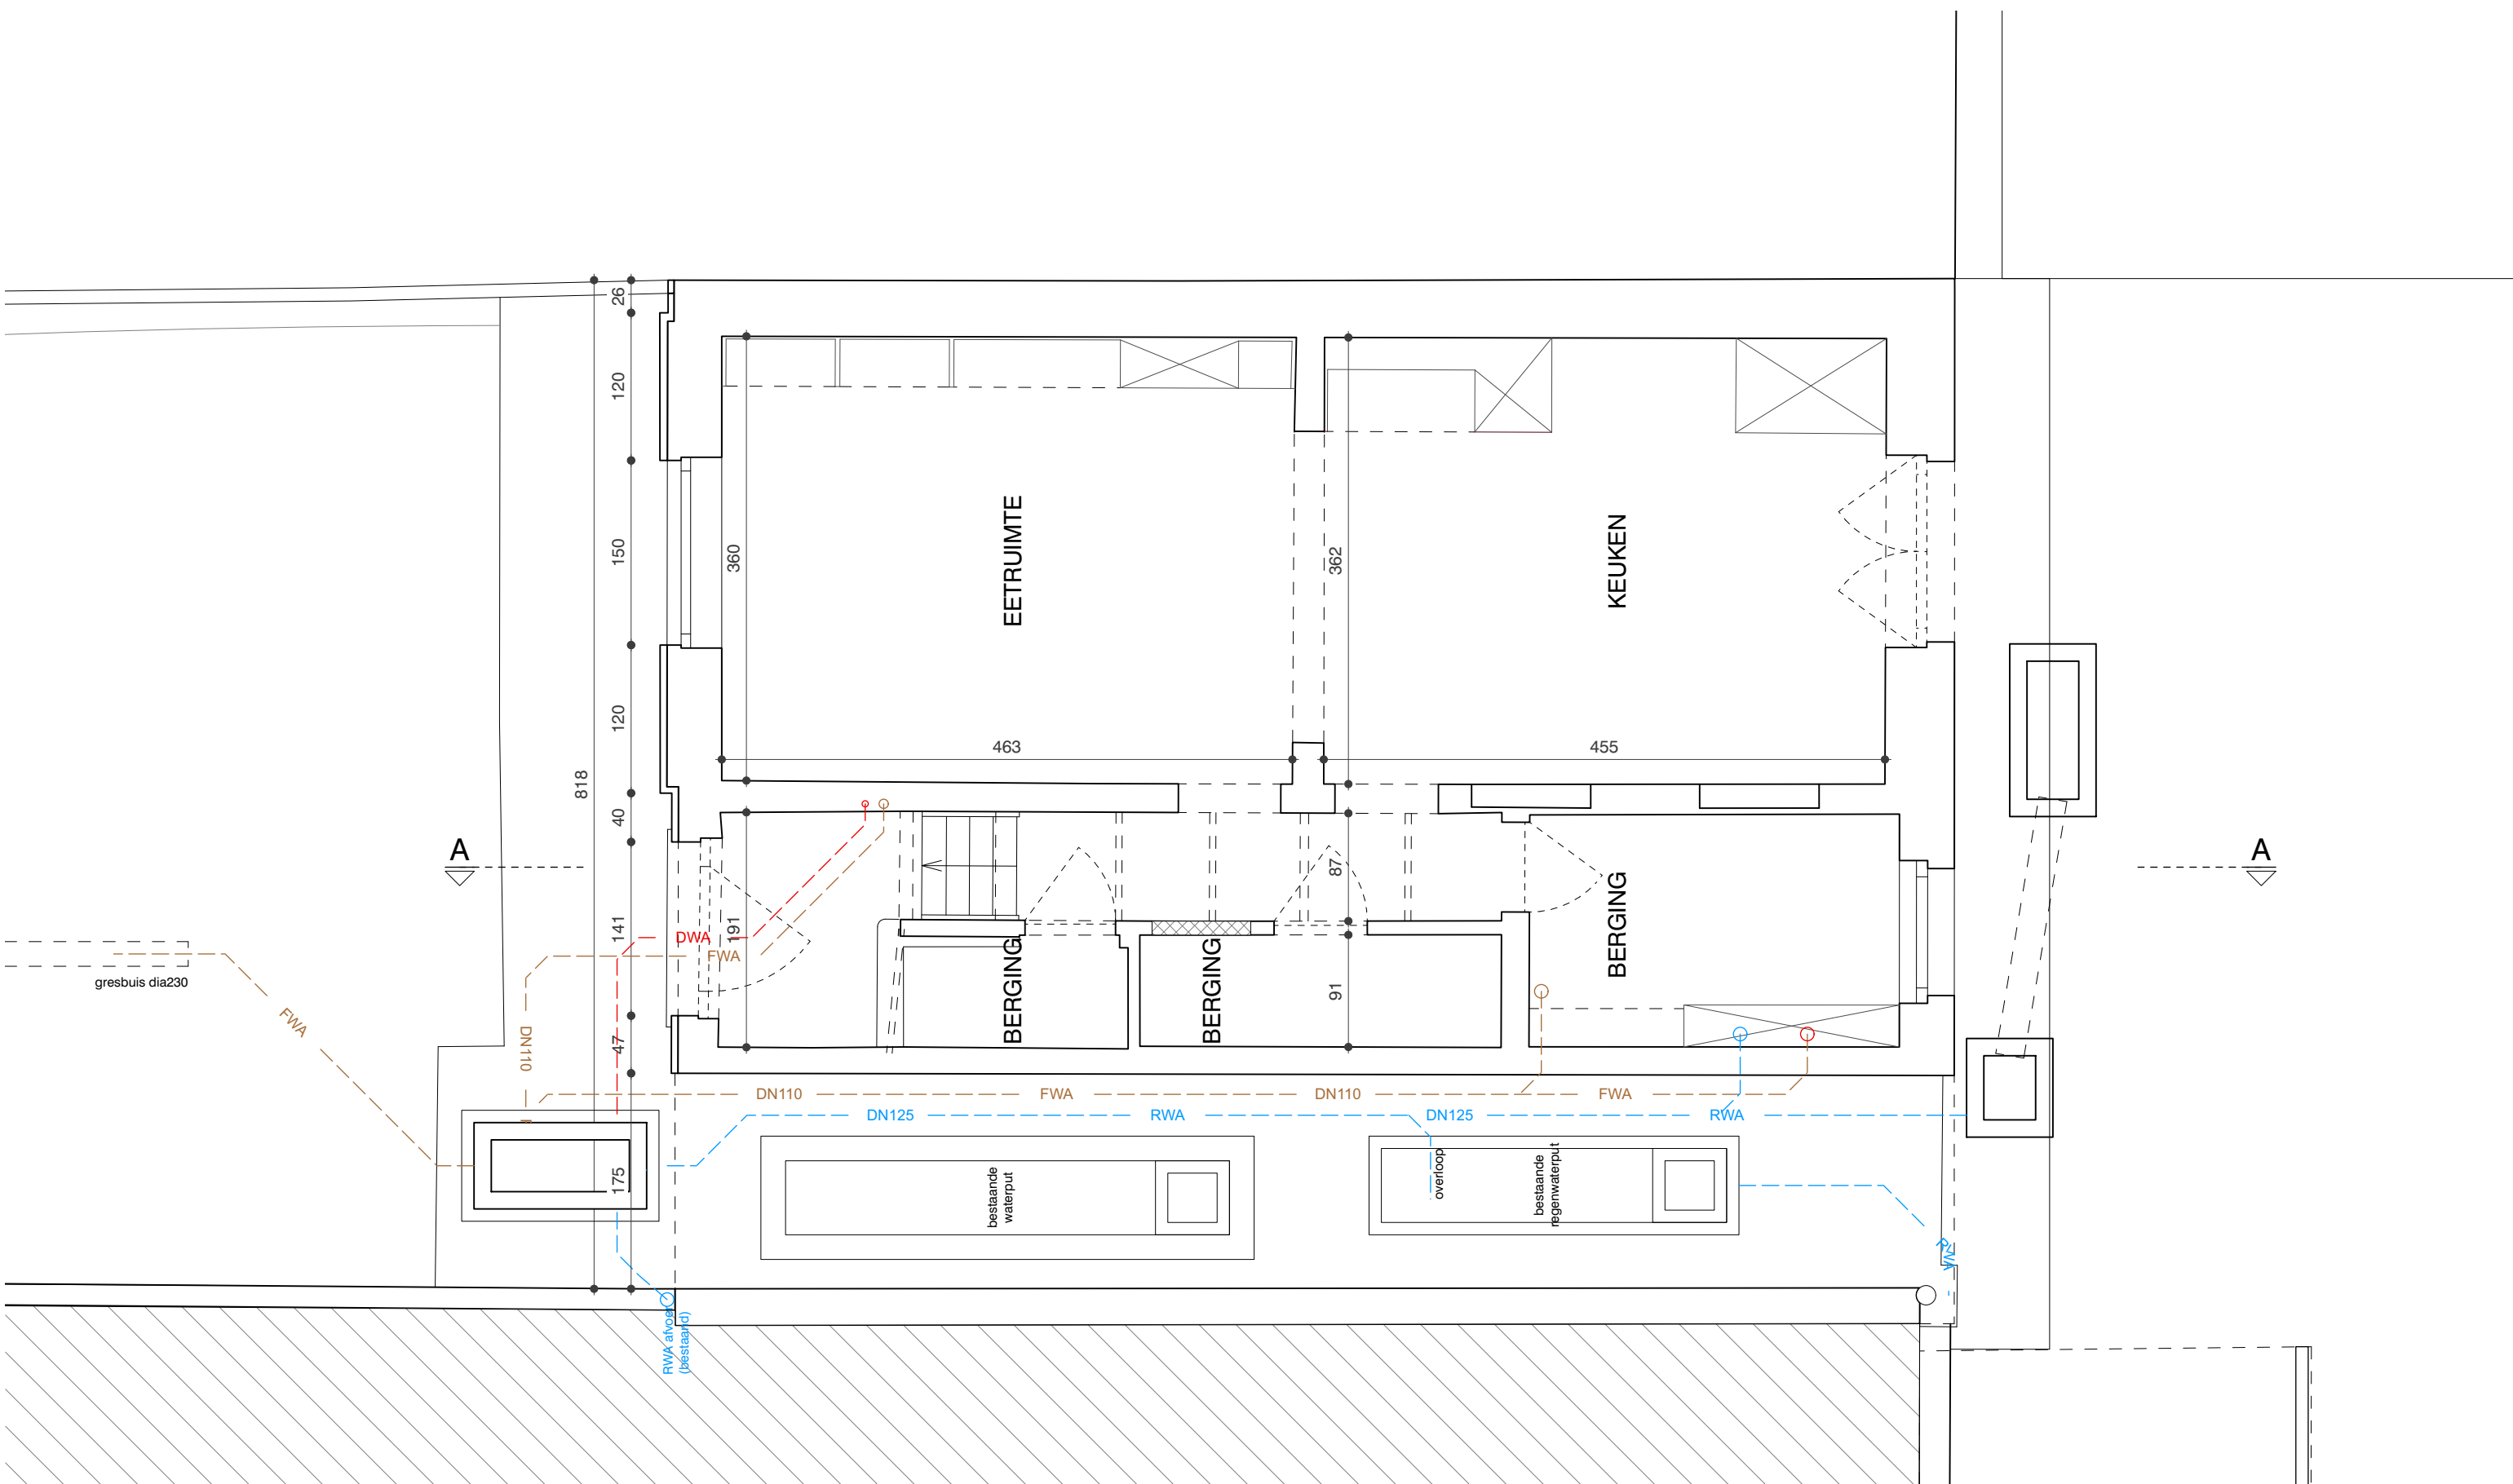 26
120
150
120
818
40
141
47
175
360
EETRUIMTE
463
362
KEUKEN
455
A
A
191
87
91
DWA
FWA
BERGING
BERGING
BERGING
gresbuis dia230
FWA
DN110
DN110
FWA
DN110
FWA
DN125
RWA
DN125
RWA
bestaande
waterput
overloop
bestaande
regenwaterput
RWA
RWA afvoer
(bestaand)